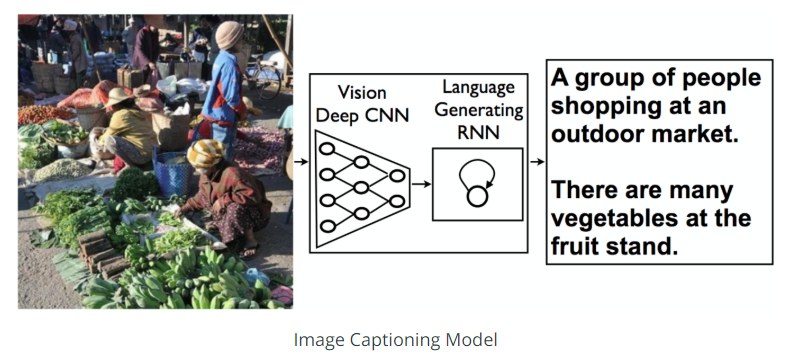 Vision
Deep CNN
Language
Generating
RNN
A group of people
shopping at an
outdoor market.
There are many
vegetables at the
fruit stand.
Image Captioning Model